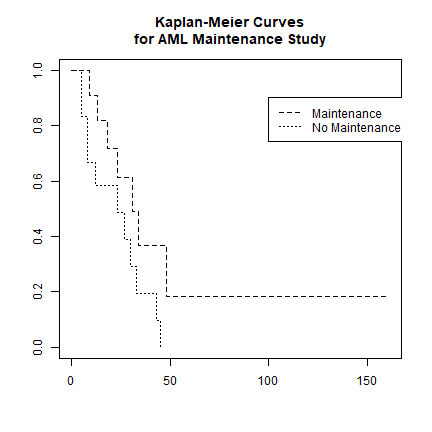 Kaplan-Meier Curves
for AML Maintenance Study
1.0
0.8
0.6
0.4
0.2
0.0
Maintenance
No Maintenance
0 50 100 150